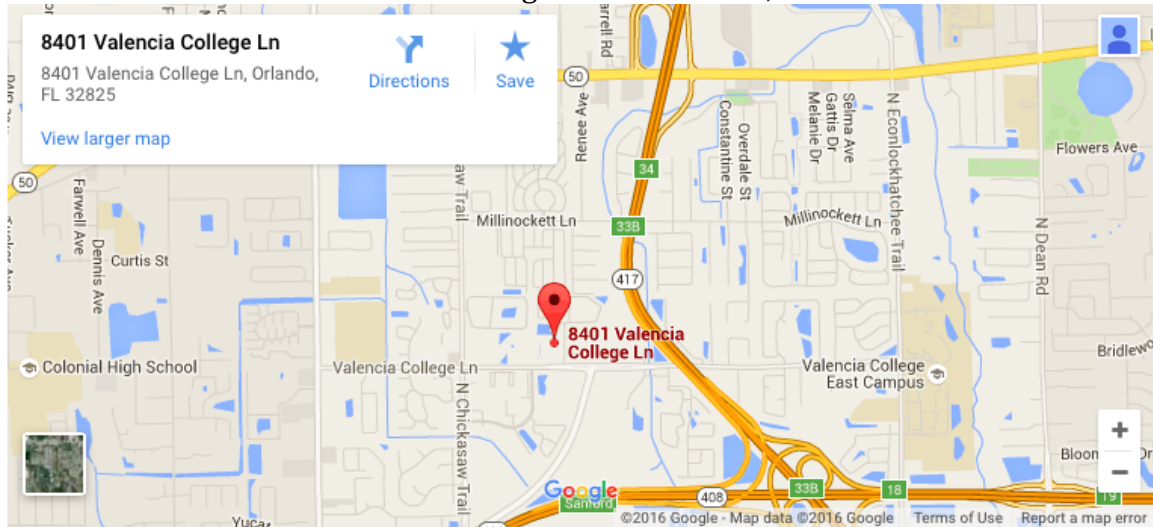 8401 Valencia College Ln
8401 Valencia College Ln, Orlando,
FL 32825
View larger map
Directions
Save
50
50
Farwell Ave
Dennis Ave
Curtis St
Colonial High School
Renee Ave
aw Trail
Millinockett Ln
34
33B
417
Constantine St
Overdale St
Melanie Dr
Gattis Dr
Selma Ave
Millinockett Ln
N Econlockhatchee Trail
Flowers Ave
N Dean Rd
8401 Valencia
College Ln
Valencia College Ln
N Chickasaw Trail
Valencia College
East Campus
Bridlewo
Google
Sanford
408
33B
18
19
+
−
©2016 Google - Map data ©2016 Google
Terms of Use
Report a map error